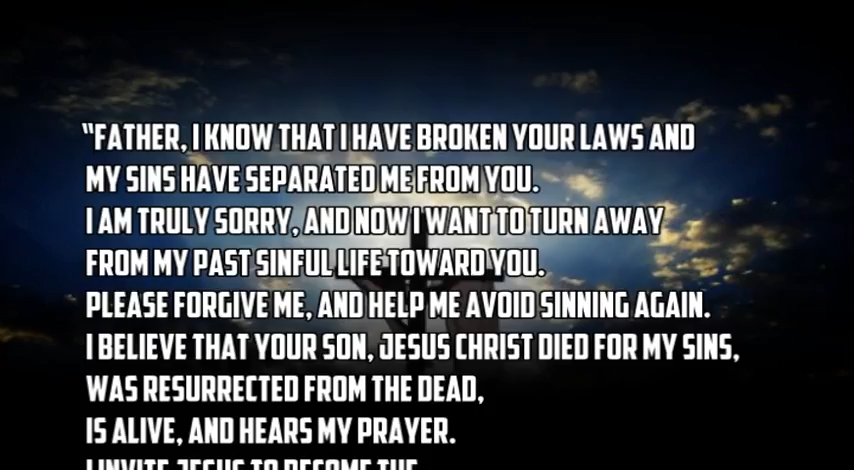 “FATHER, I KNOW THAT I HAVE BROKEN YOUR LAWS AND
MY SINS HAVE SEPARATED ME FROM YOU.
I AM TRULY SORRY, AND NOW I WANT TO TURN AWAY
FROM MY PAST SINFUL LIFE TOWARD YOU.
PLEASE FORGIVE ME, AND HELP ME AVOID SINNING AGAIN.
I BELIEVE THAT YOUR SON, JESUS CHRIST DIED FOR MY SINS,
WAS RESURRECTED FROM THE DEAD,
IS ALIVE, AND HEARS MY PRAYER.
I INVITE JESUS TO BECOME THE